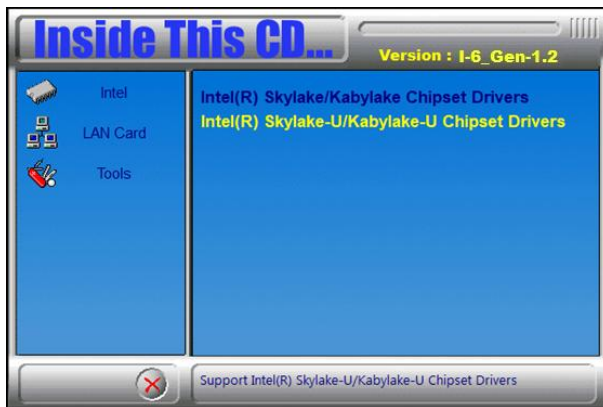 Inside This CD...
Version : I-6_Gen-1.2
Intel
LAN Card
Tools
Intel(R) Skylake/Kabylake Chipset Drivers
Intel(R) Skylake-U/Kabylake-U Chipset Drivers
Support Intel(R) Skylake-U/Kabylake-U Chipset Drivers